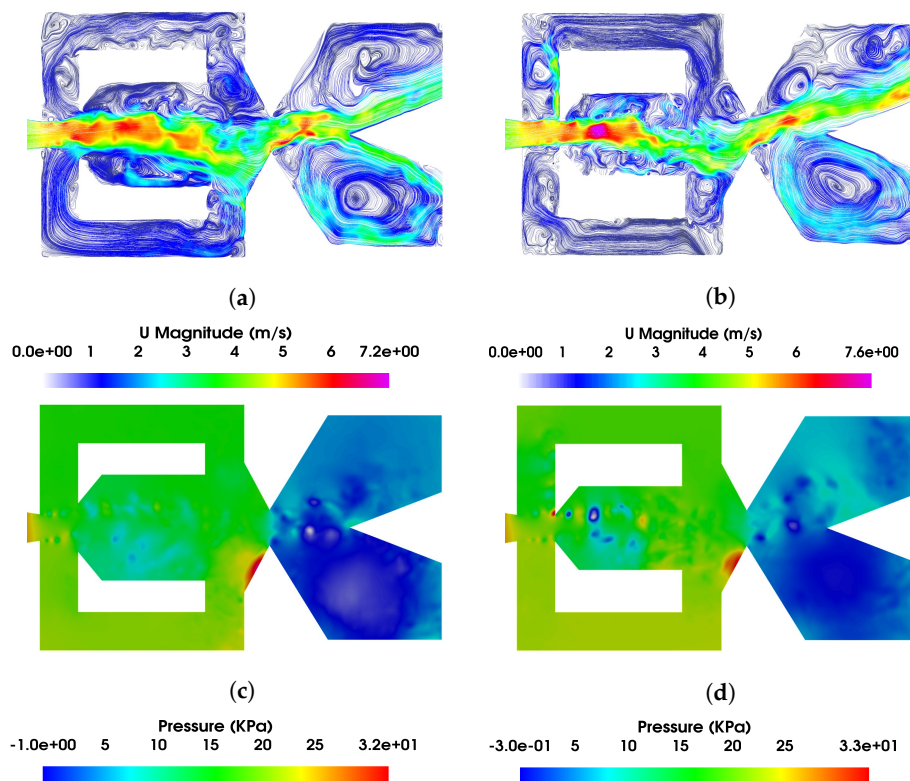 (a)
(b)
U Magnitude (m/s)
0.0e+00 1 2 3 4 5 6 7.2e+00
U Magnitude (m/s)
0.0e+00 1 2 3 4 5 6 7.6e+00
(c)
(d)
Pressure (KPa)
-1.0e+00 5 10 15 20 25 3.2e+01
Pressure (KPa)
-3.0e-01 5 10 15 20 25 3.3e+01